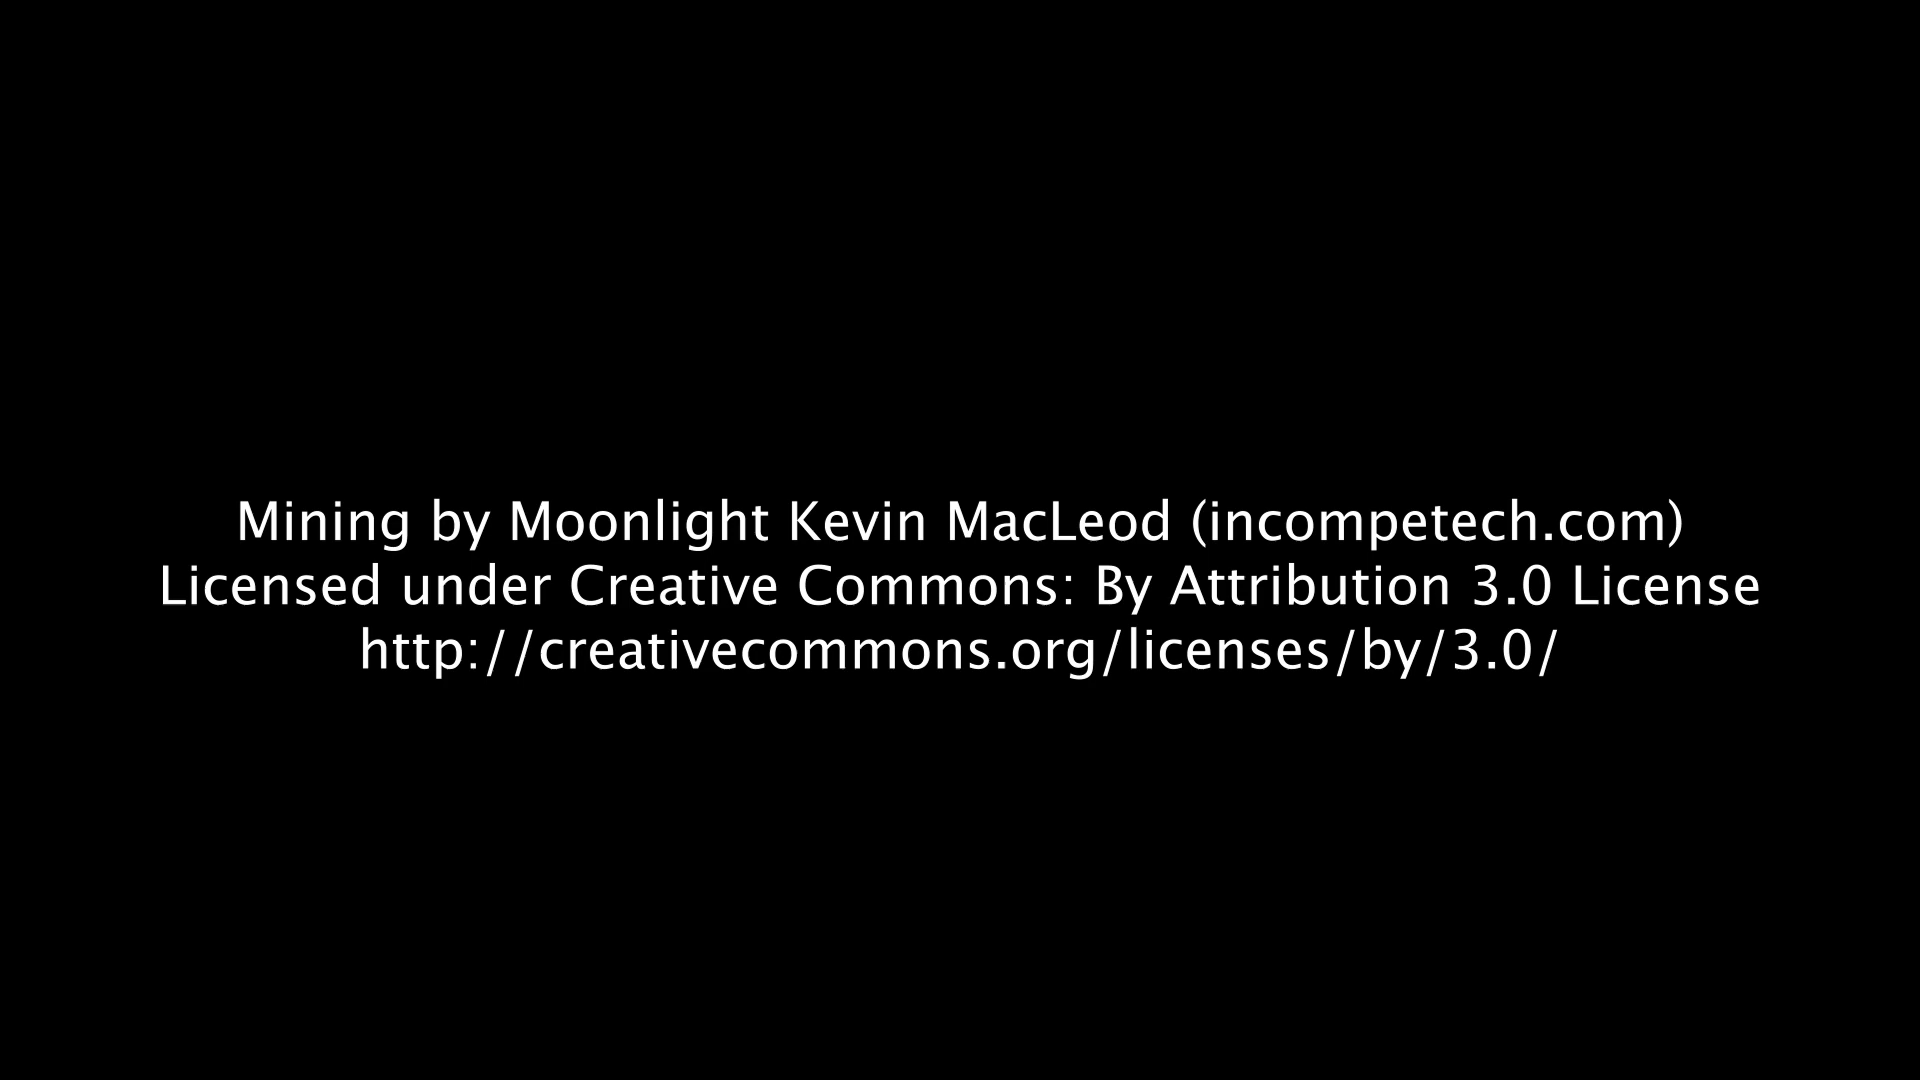 Mining by Moonlight Kevin MacLeod (incompetech.com)
Licensed under Creative Commons: By Attribution 3.0 License
http://creativecommons.org/licenses/by/3.0/